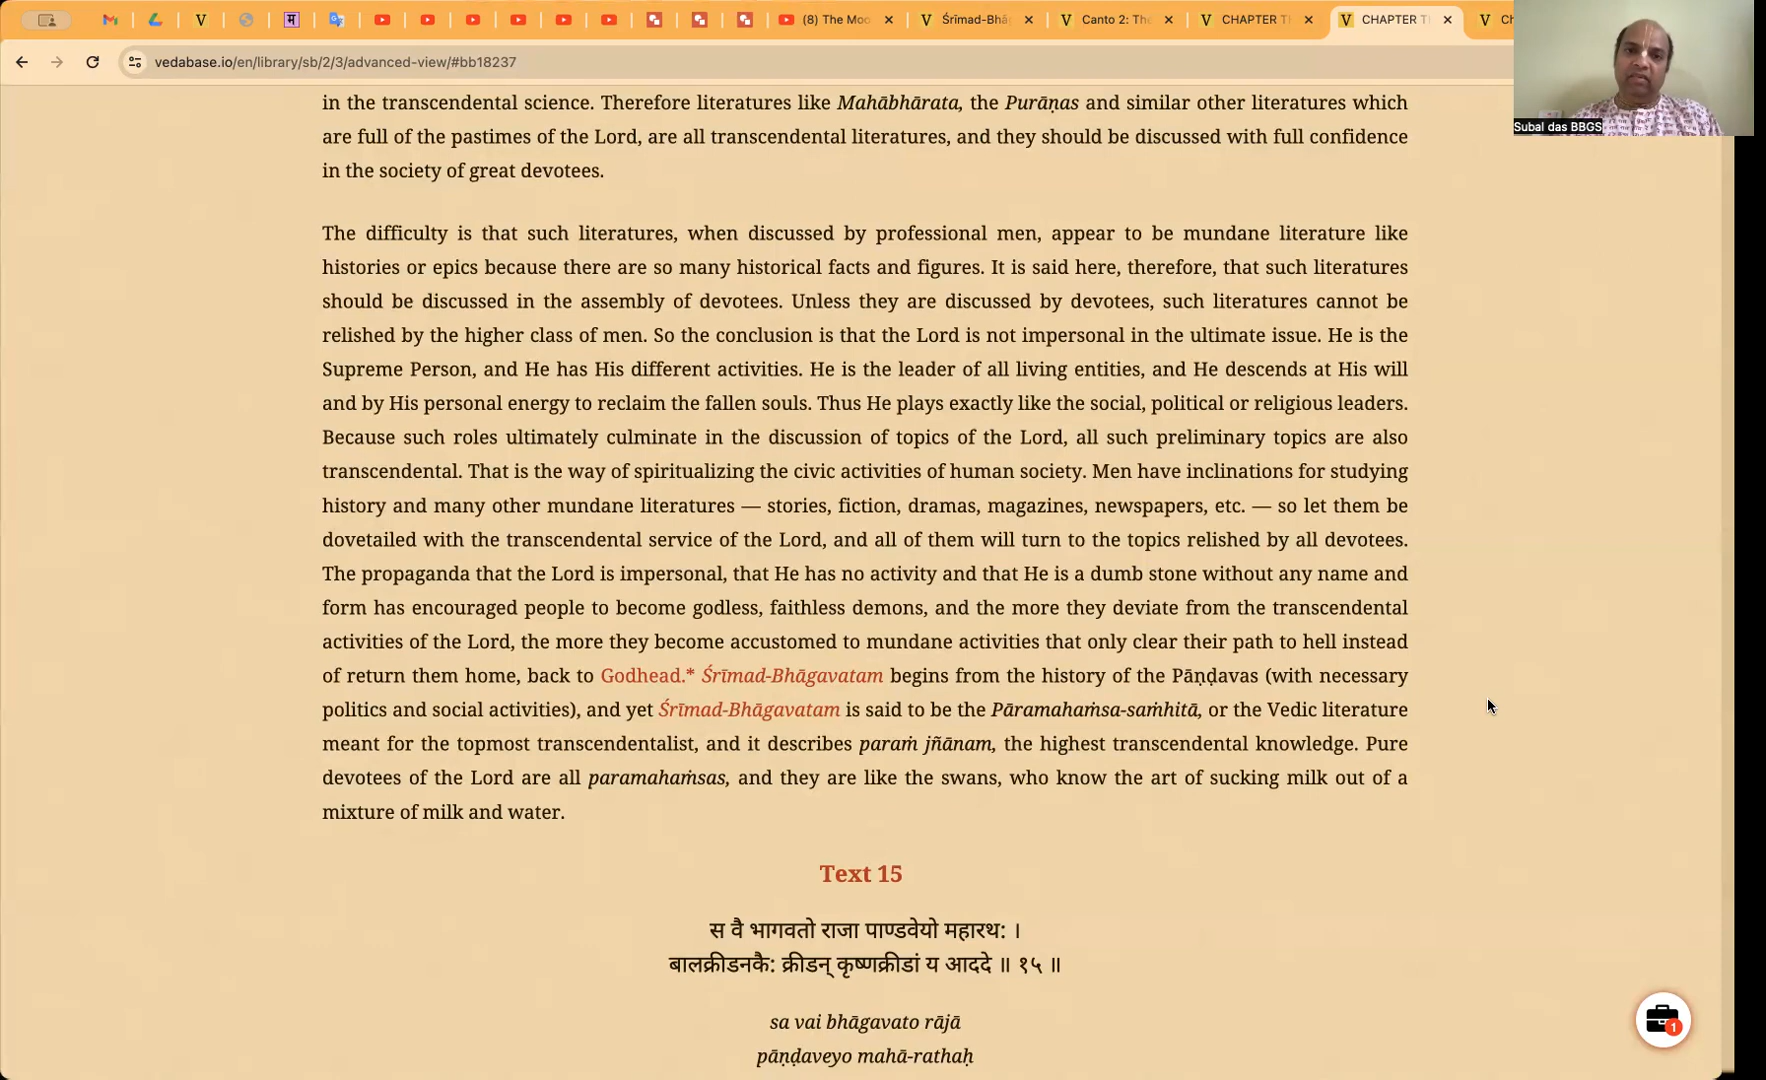 (8) The Moo
Śrīmad-Bhāg
Canto 2: The
CHAPTER T
CHAPTER T
vedabase.io/en/library/sb/2/3/advanced-view/#bb18237
Subal das BBGS
in the transcendental science. Therefore literatures like Mahābhārata, the Purāṇas and similar other literatures which
are full of the pastimes of the Lord, are all transcendental literatures, and they should be discussed with full confidence
in the society of great devotees.
The difficulty is that such literatures, when discussed by professional men, appear to be mundane literature like
histories or epics because there are so many historical facts and figures. It is said here, therefore, that such literatures
should be discussed in the assembly of devotees. Unless they are discussed by devotees, such literatures cannot be
relished by the higher class of men. So the conclusion is that the Lord is not impersonal in the ultimate issue. He is the
Supreme Person, and He has His different activities. He is the leader of all living entities, and He descends at His will
and by His personal energy to reclaim the fallen souls. Thus He plays exactly like the social, political or religious leaders.
Because such roles ultimately culminate in the discussion of topics of the Lord, all such preliminary topics are also
transcendental. That is the way of spiritualizing the civic activities of human society. Men have inclinations for studying
history and many other mundane literatures — stories, fiction, dramas, magazines, newspapers, etc. — so let them be
dovetailed with the transcendental service of the Lord, and all of them will turn to the topics relished by all devotees.
The propaganda that the Lord is impersonal, that He has no activity and that He is a dumb stone without any name and
form has encouraged people to become godless, faithless demons, and the more they deviate from the transcendental
activities of the Lord, the more they become accustomed to mundane activities that only clear their path to hell instead
of return them home, back to Godhead.* Śrīmad-Bhāgavatam begins from the history of the Pāṇḍavas (with necessary
politics and social activities), and yet Śrīmad-Bhāgavatam is said to be the Pāramahaṁsa-saṁhitā, or the Vedic literature
meant for the topmost transcendentalist, and it describes paraṁ jñānam, the highest transcendental knowledge. Pure
devotees of the Lord are all paramahaṁsas, and they are like the swans, who know the art of sucking milk out of a
mixture of milk and water.
Text 15
स वै भागवतो राजा पाण्डवेयो महारथ: ।
बालक्रीडनकै: क्रीडन् कृष्णक्रीडां य आददे ॥ १५ ॥
sa vai bhāgavato rājā
pāṇḍaveyo mahā-rathaḥ
1